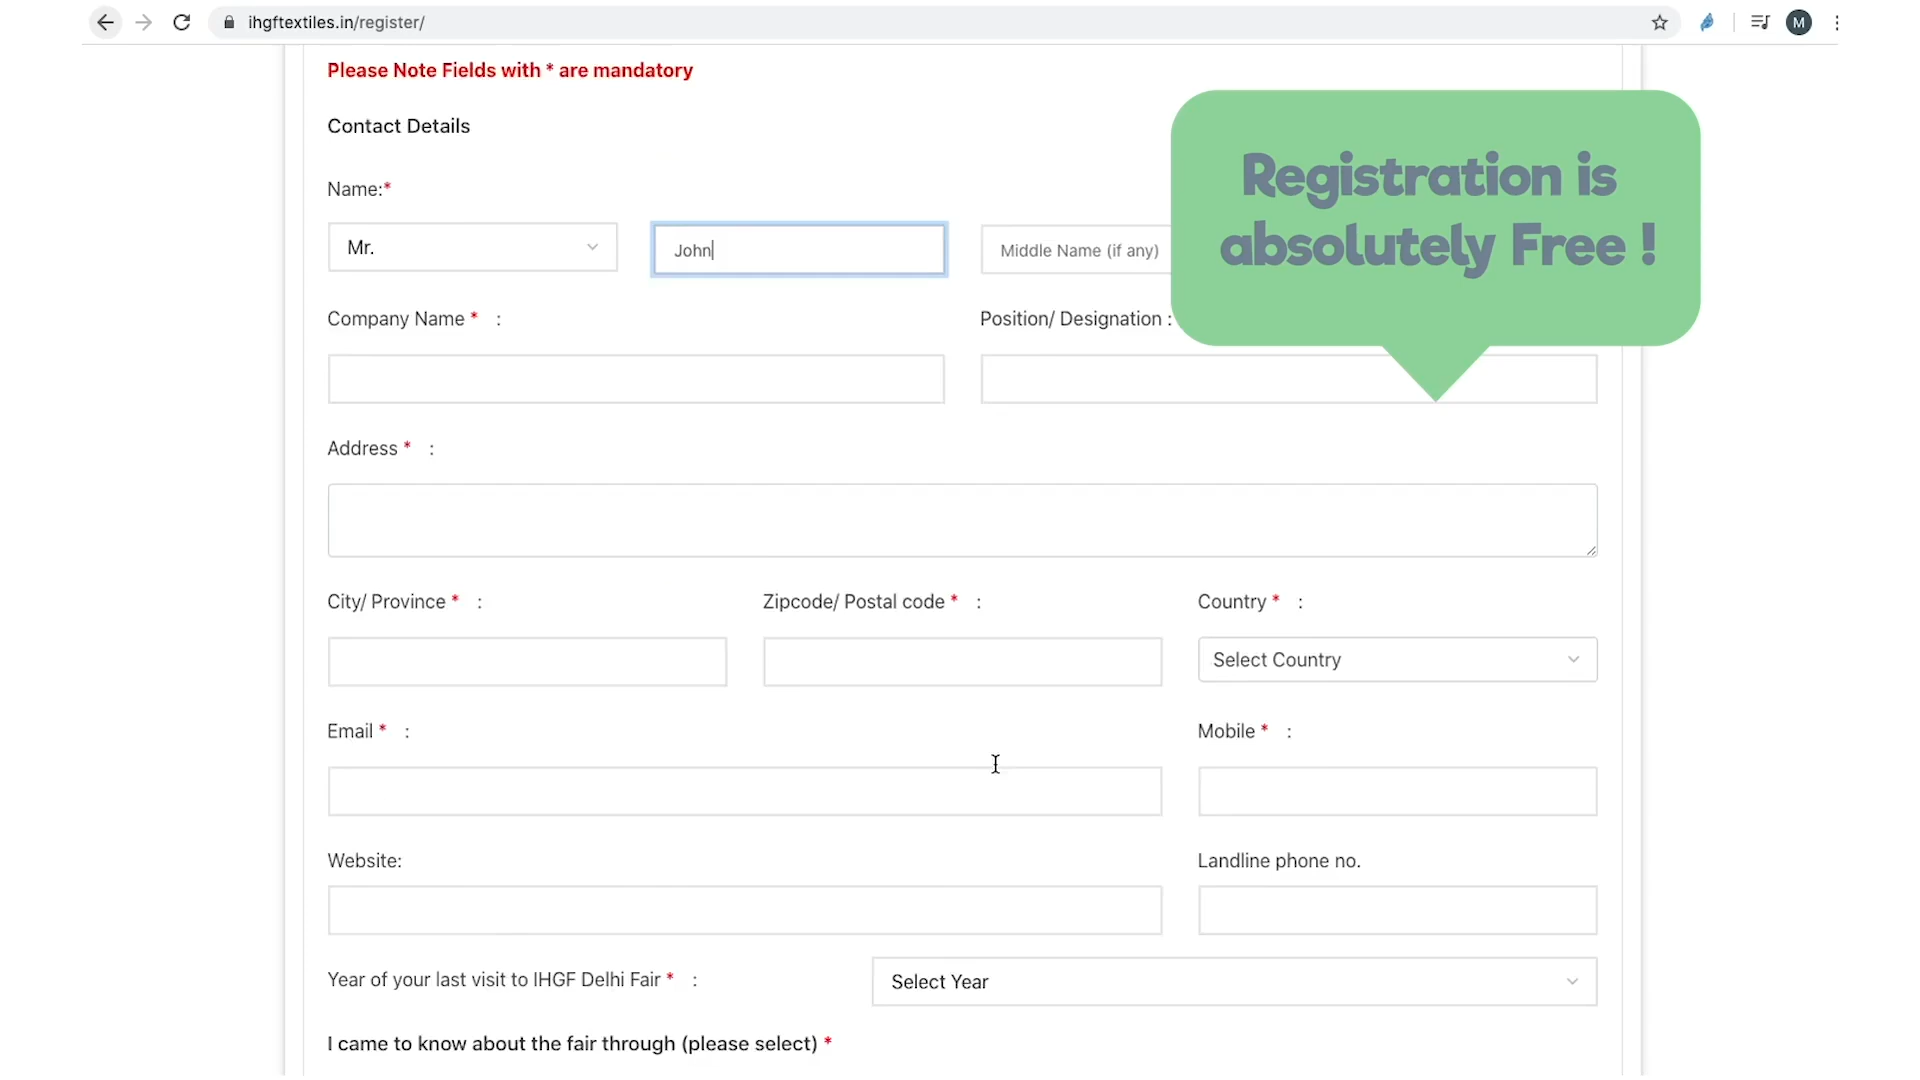 ihgftextiles.in/register/
M
Please Note Fields with * are mandatory
Contact Details
Registration is
absolutely Free !
Name:*
Mr.
John
Middle Name (if any)
Company Name * :
Position/ Designation :
Address * :
City/ Province * :
Zipcode/ Postal code * :
Country * :
Select Country
Email * :
Mobile * :
Website:
Landline phone no.
Year of your last visit to IHGF Delhi Fair * :
Select Year
I came to know about the fair through (please select) *